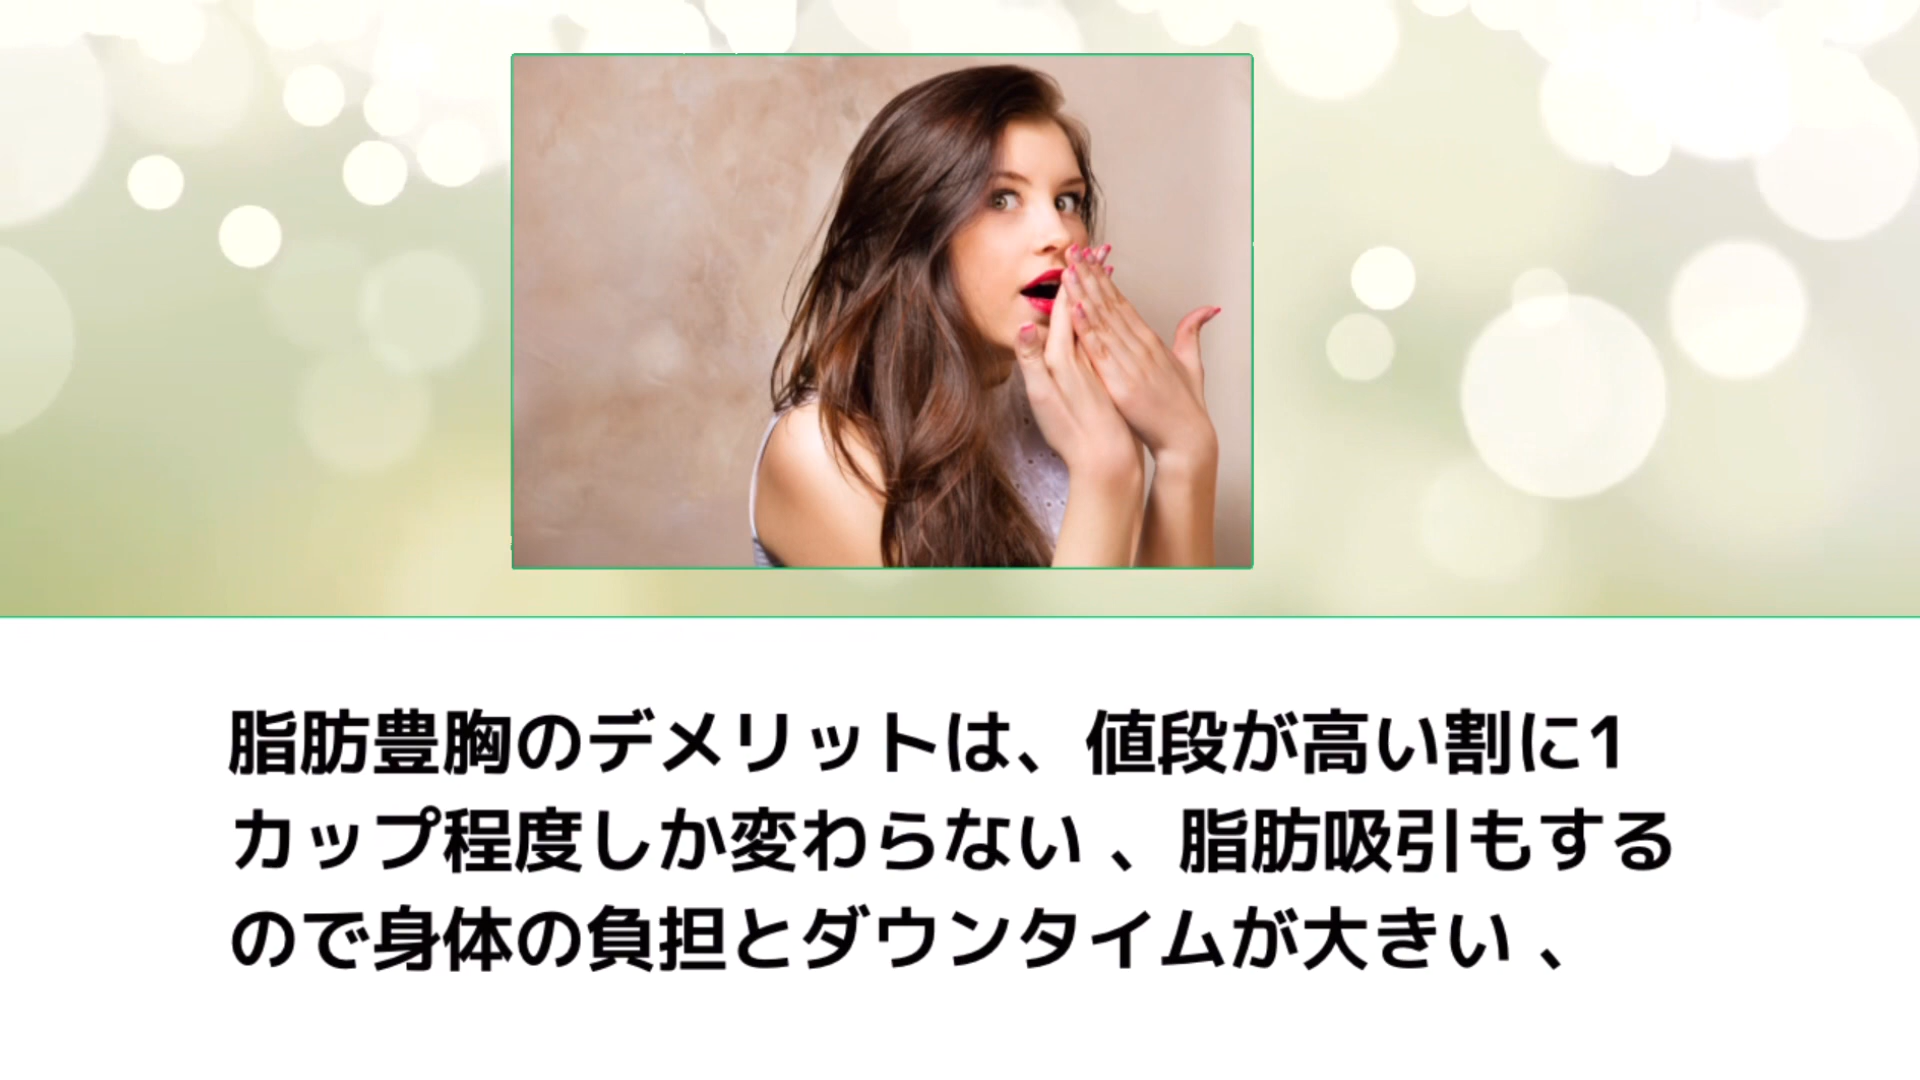 脂肪豊胸のデメリットは、値段が高い割に1
カップ程度しか変わらない 、脂肪吸引もする
ので身体の負担とダウンタイムが大きい 、